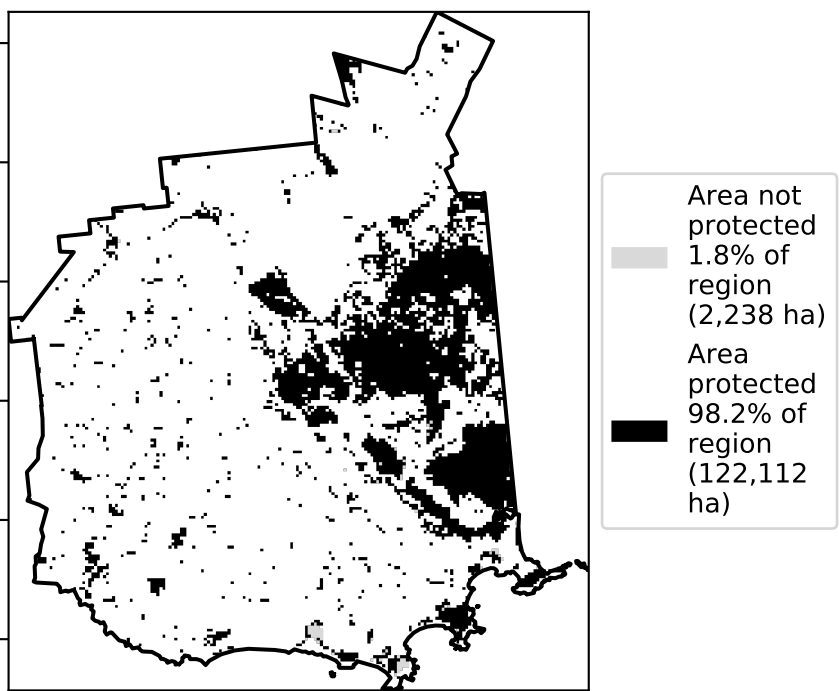 Area not
protected
1.8% of
region
(2,238 ha)
Area
protected
98.2% of
region
(122,112
ha)